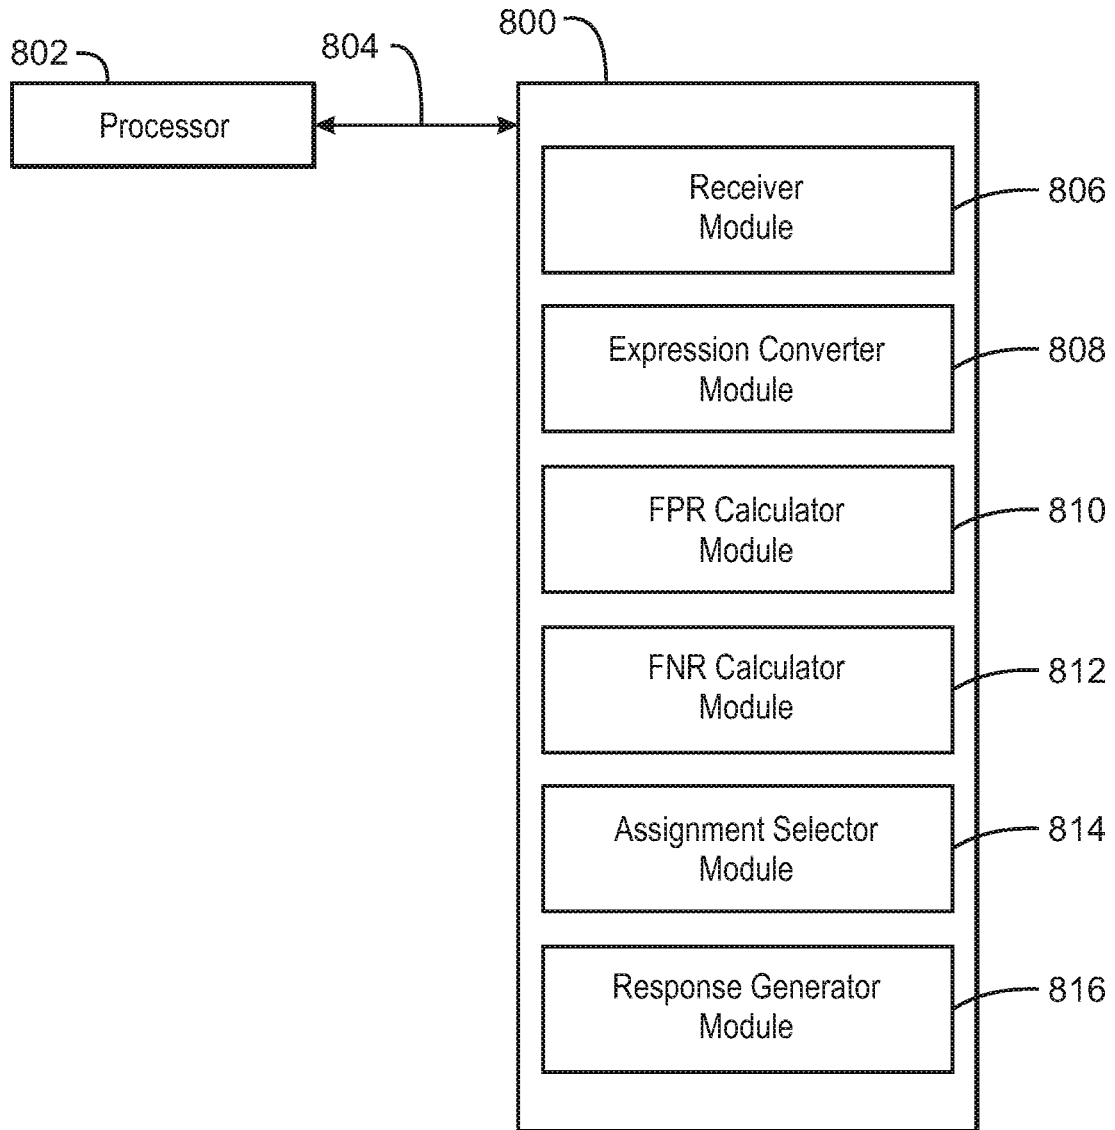 800
802
804
Processor
Receiver
Module
806
Expression Converter
Module
808
FPR Calculator
Module
810
FNR Calculator
Module
812
Assignment Selector
Module
814
Response Generator
Module
816